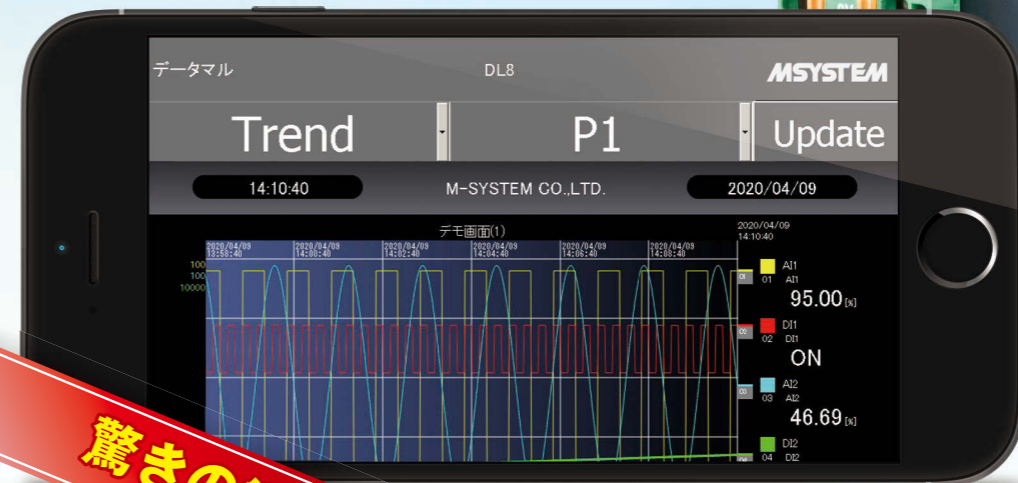 データマル DL8 MSYSTEM
Trend P1 Update
14:10:40 M-SYSTEM CO.,LTD. 2020/04/09
デモ画面(1)
2020/04/09
14:10:40
2020/04/09 2020/04/09 2020/04/09 2020/04/09 2020/04/09 2020/04/09
13:58:40 14:00:40 14:02:40 14:04:40 14:06:40 14:08:40
100
100
10000
01 AI1
01 AI1
95.00 [%]
02 DI1
02 DI1
ON
03 AI2
03 AI2
46.69 [%]
DI2
04 DI2
驚きの